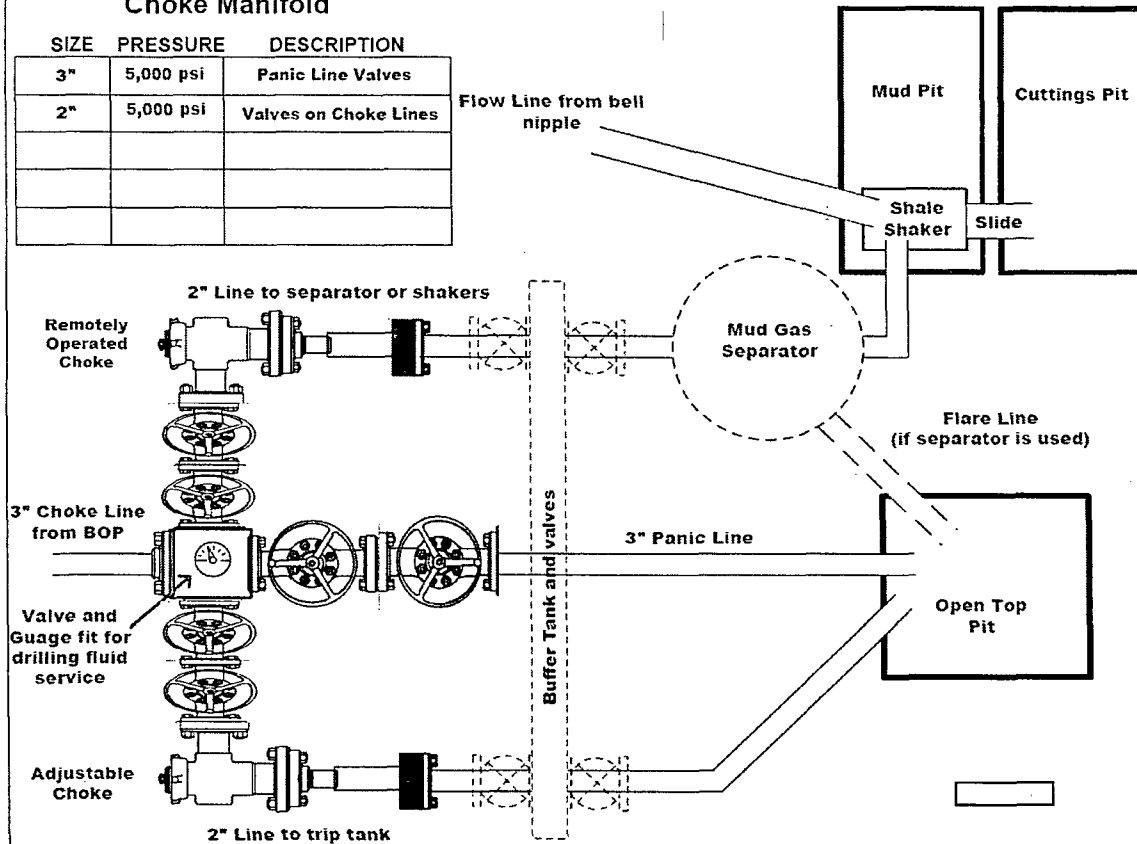 Choke Manifold
SIZE PRESSURE DESCRIPTION
3" 5,000 psi Panic Line Valves
2" 5,000 psi Valves on Choke Lines
Flow Line from bell
nipple
Mud Pit
Cuttings Pit
Shale
Shaker
Slide
2" Line to separator or shakers
Remotely
Operated
Choke
Mud Gas
Separator
Flare Line
(if separator is used)
3" Choke Line
from BOP
3" Panic Line
Buffer Tank and valves
Open Top
Pit
Valve and
Guage fit for
drilling fluid
service
Adjustable
Choke
2" Line to trip tank